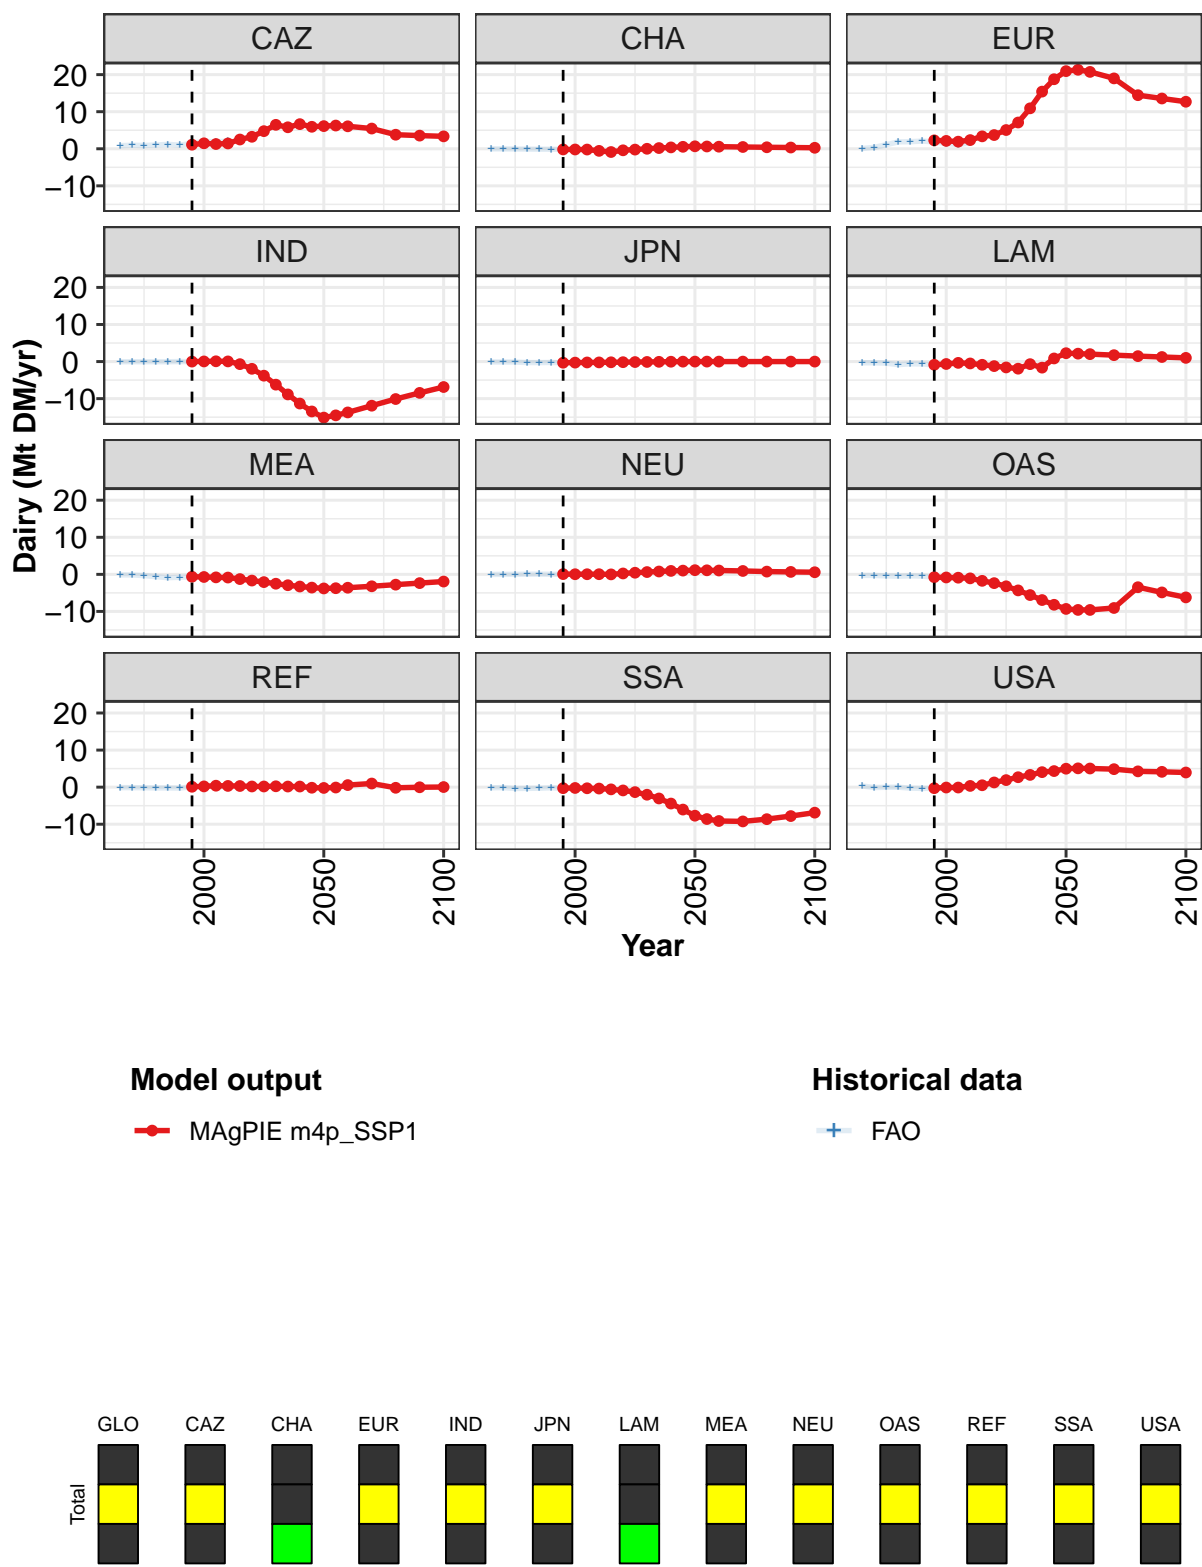 CAZ CHA EUR
20
10
0
−10
IND JPN LAM
20
10
0
−10
MEA NEU OAS
20
10
0
−10
REF SSA USA
20
10
0
−10
Dairy (Mt DM/yr)
2000 2050 2100 2000 2050 2100 2000 2050 2100
Year
Model output Historical data
MAgPIE m4p_SSP1 FAO
GLO CAZ CHA EUR IND JPN LAM MEA NEU OAS REF SSA USA
Total